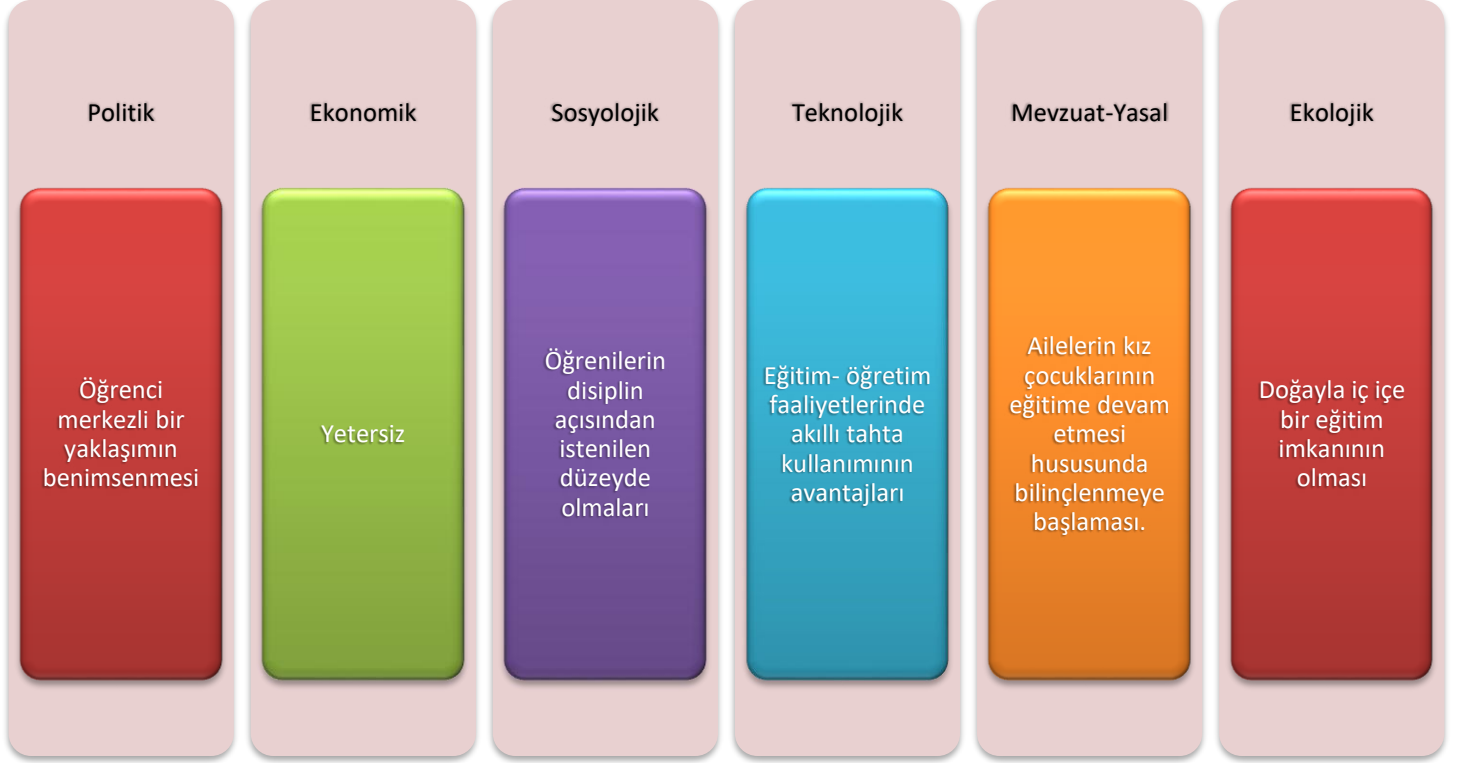 Politik
Öğrenci
merkezli bir
yaklaşımın
benimsenmesi
Ekonomik
Yetersiz
Sosyolojik
Öğrenilerin
disiplin
açısından
istenilen
düzeyde
olmaları
Teknolojik
Eğitim- öğretim
faaliyetlerinde
akıllı tahta
kullanımının
avantajları
Mevzuat-Yasal
Ailelerin kız
çocuklarının
eğitime devam
etmesi
hususunda
bilinçlenmeye
başlaması.
Ekolojik
Doğayla iç içe
bir eğitim
imkanının
olması